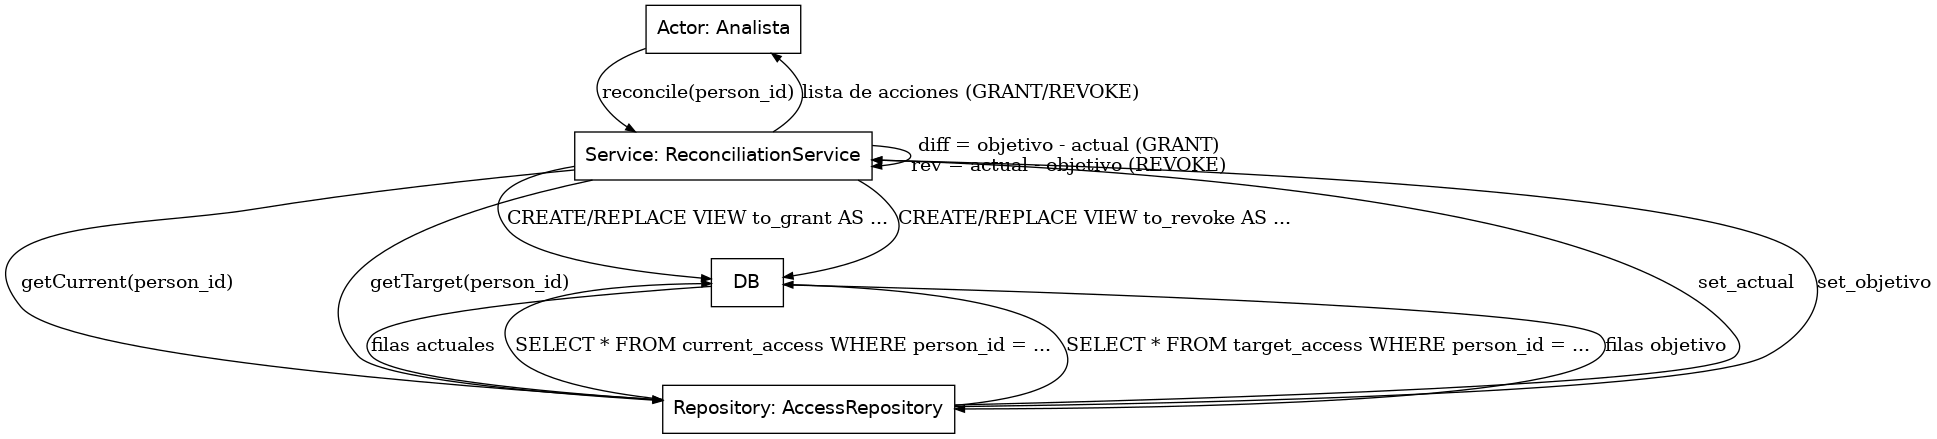 Actor: Analista
reconcile(person_id)
lista de acciones (GRANT/REVOKE)
Service: ReconciliationService
diff = objetivo - actual (GRANT)
rev = actual - objetivo (REVOKE)
CREATE/REPLACE VIEW to_grant AS ...
CREATE/REPLACE VIEW to_revoke AS ...
getCurrent(person_id)
getTarget(person_id)
DB
set_actual
set_objetivo
filas actuales
SELECT * FROM current_access WHERE person_id = ...
SELECT * FROM target_access WHERE person_id = ...
filas objetivo
Repository: AccessRepository